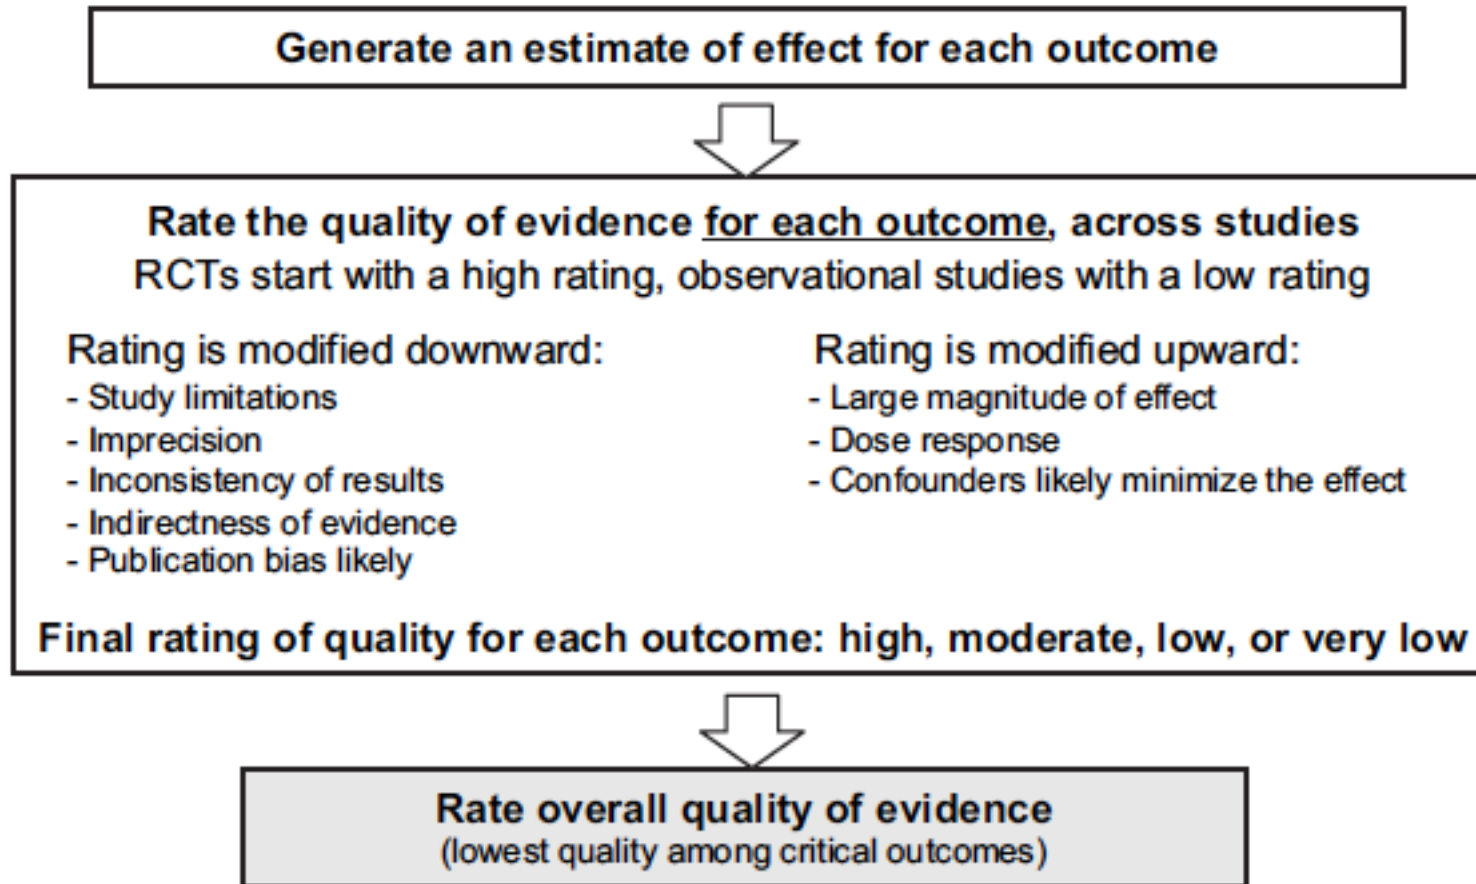 Generate an estimate of effect for each outcome
Rate the quality of evidence for each outcome, across studies
RCTs start with a high rating, observational studies with a low rating
Rating is modified downward:
- Study limitations
- Imprecision
- Inconsistency of results
- Indirectness of evidence
- Publication bias likely
Rating is modified upward:
- Large magnitude of effect
- Dose response
- Confounders likely minimize the effect
Final rating of quality for each outcome: high, moderate, low, or very low
Rate overall quality of evidence
(lowest quality among critical outcomes)